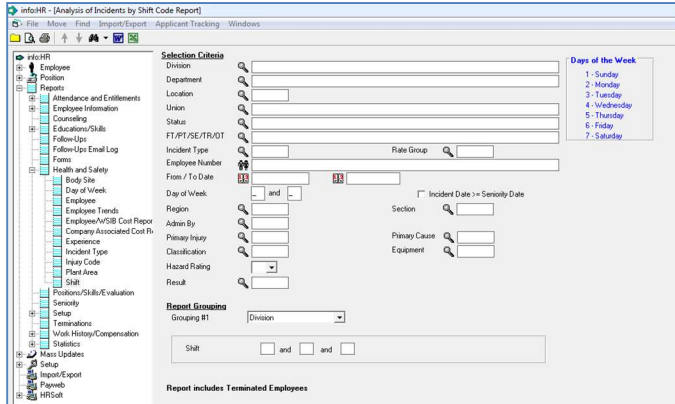 info:HR - [Analysis of Incidents by Shift Code Report]
File Move Find Import/Export Applicant Tracking Windows
info:HR
Employee
Position
Reports
Attendance and Entitlements
Employee Information
Counseling
Educations/Skills
Follow-Ups
Follow-Ups Email Log
Forms
Health and Safety
Body Site
Day of Week
Employee
Employee Trends
Employee/WSIB Cost Repor
Company Associated Cost R
Experience
Incident Type
Injury Code
Plant Area
Shift
Positions/Skills/Evaluation
Seniority
Setup
Terminations
Work History/Compensation
Statistics
Mass Updates
Setup
Import/Export
Payweb
HRSoft
Selection Criteria
Division
Department
Location
Union
Status
FT/PT/SE/TR/OT
Incident Type Rate Group
Employee Number
From / To Date
Day of Week _ and _ Incident Date >= Seniority Date
Region Section
Admin By
Primary Injury Primary Cause
Classification Equipment
Hazard Rating
Result
Report Grouping
Grouping #1 Division
Shift and and
Report includes Terminated Employees
Days of the Week
1 - Sunday
2 - Monday
3 - Tuesday
4 - Wednesday
5 - Thursday
6 - Friday
7 - Saturday